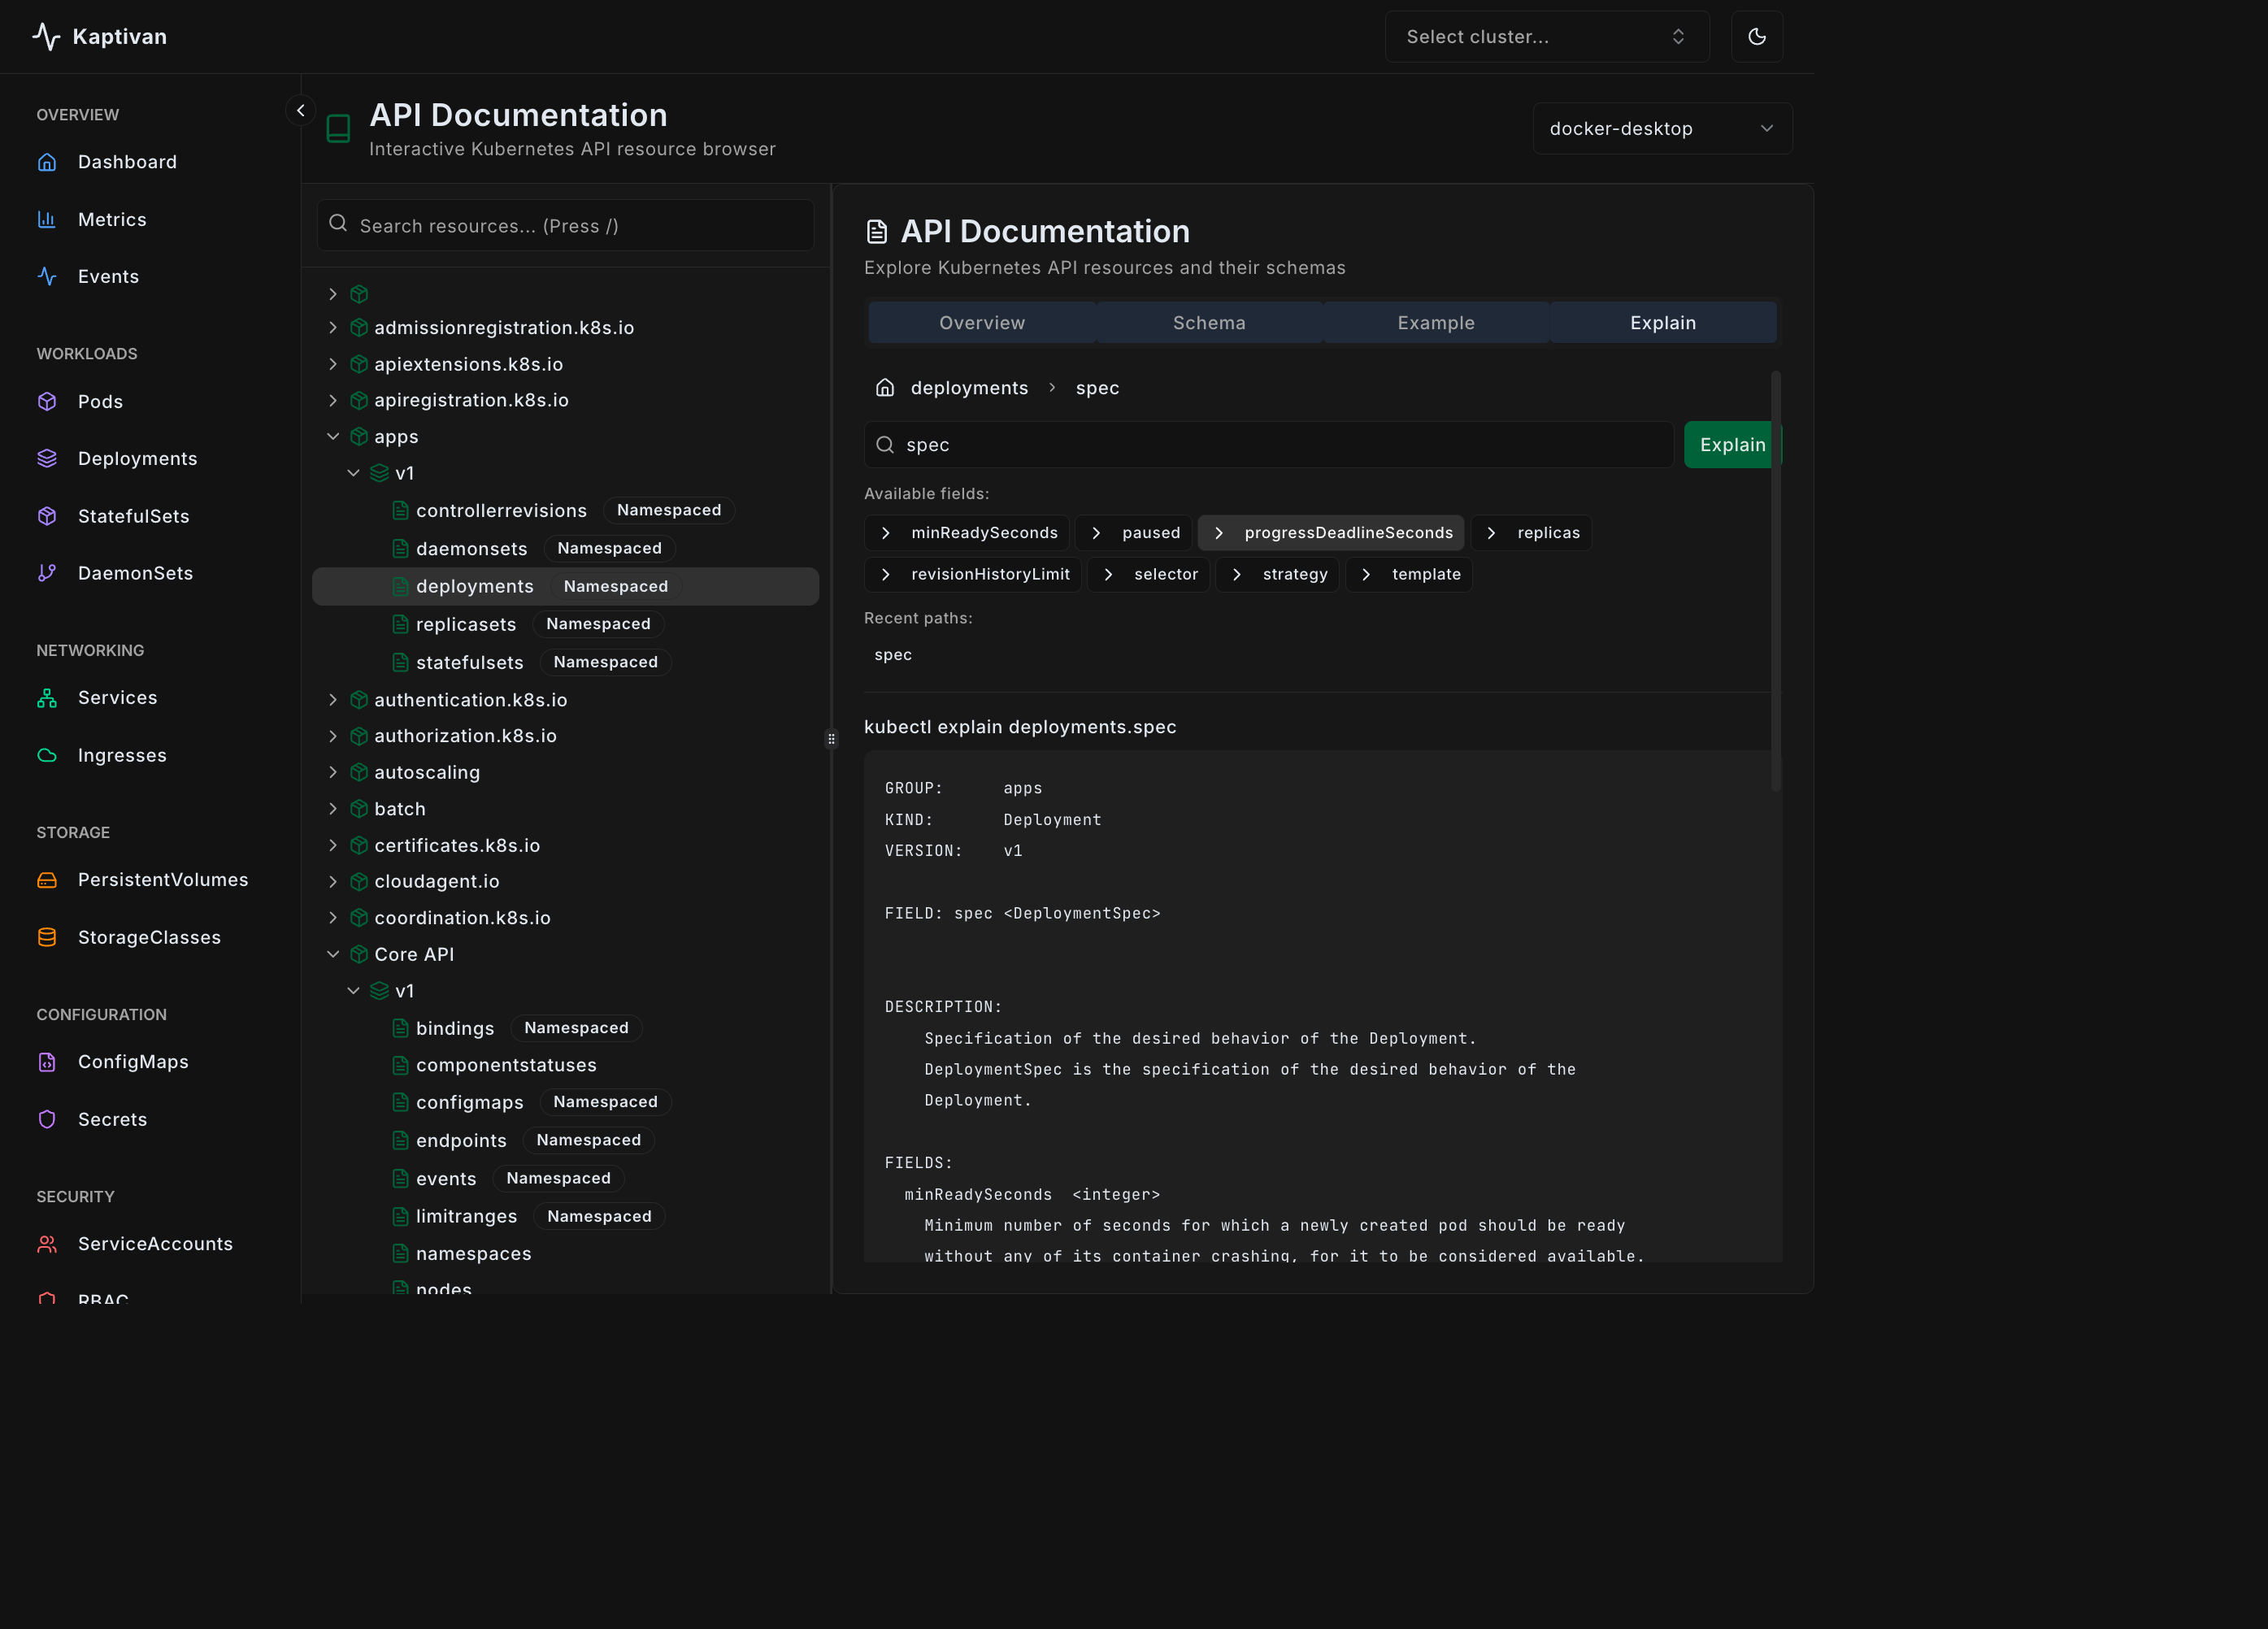 Kaptivan
Select cluster...
OVERVIEW
Dashboard
Metrics
Events
WORKLOADS
Pods
Deployments
StatefulSets
DaemonSets
NETWORKING
Services
Ingresses
STORAGE
PersistentVolumes
StorageClasses
CONFIGURATION
ConfigMaps
Secrets
SECURITY
ServiceAccounts
RBAC
API Documentation
Interactive Kubernetes API resource browser
docker-desktop
Search resources... (Press /)
admissionregistration.k8s.io
apiextensions.k8s.io
apiregistration.k8s.io
apps
v1
controllerrevisions Namespaced
daemonsets Namespaced
deployments Namespaced
replicasets Namespaced
statefulsets Namespaced
authentication.k8s.io
authorization.k8s.io
autoscaling
batch
certificates.k8s.io
cloudagent.io
coordination.k8s.io
Core API
v1
bindings Namespaced
componentstatuses
configmaps Namespaced
endpoints Namespaced
events Namespaced
limitranges Namespaced
namespaces
nodes
API Documentation
Explore Kubernetes API resources and their schemas
Overview Schema Example Explain
deployments > spec
spec Explain
Available fields:
minReadySeconds paused progressDeadlineSeconds replicas
revisionHistoryLimit selector strategy template
Recent paths:
spec
kubectl explain deployments.spec
GROUP: apps
KIND: Deployment
VERSION: v1
FIELD: spec <DeploymentSpec>
DESCRIPTION:
Specification of the desired behavior of the Deployment.
DeploymentSpec is the specification of the desired behavior of the
Deployment.
FIELDS:
minReadySeconds <integer>
Minimum number of seconds for which a newly created pod should be ready
without any of its container crashing, for it to be considered available.